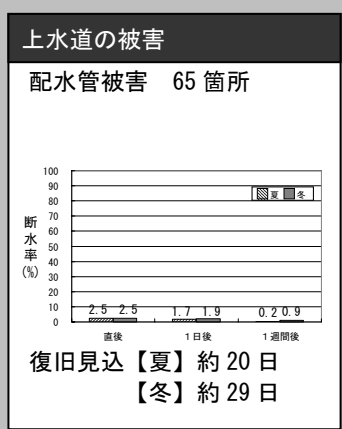 上水道の被害
配水管被害　65 箇所
断水率(%)
100
90
80
70
60
50
40
30
20
10
0
夏 冬
2.5 2.5 1.7 1.9 0.2 0.9
直後 1日後 1週間後
復旧見込【夏】約 20 日
【冬】約 29 日